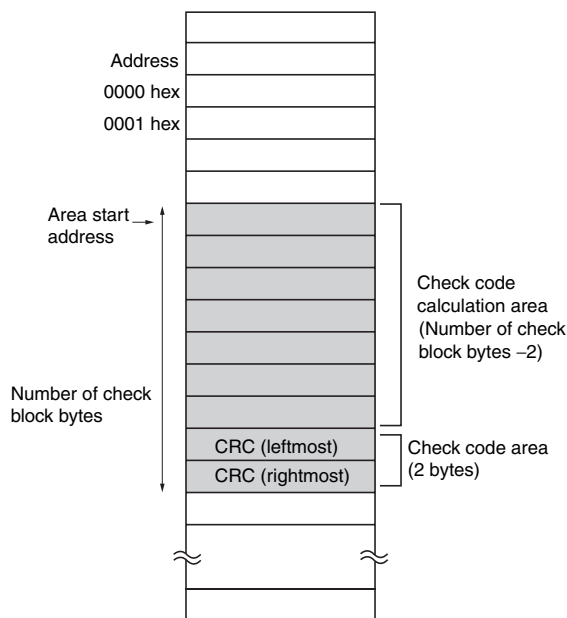 Address
0000 hex
0001 hex
Area start
address
Check code
calculation area
(Number of check
block bytes –2)
Number of check
block bytes
CRC (leftmost)
CRC (rightmost)
Check code area
(2 bytes)